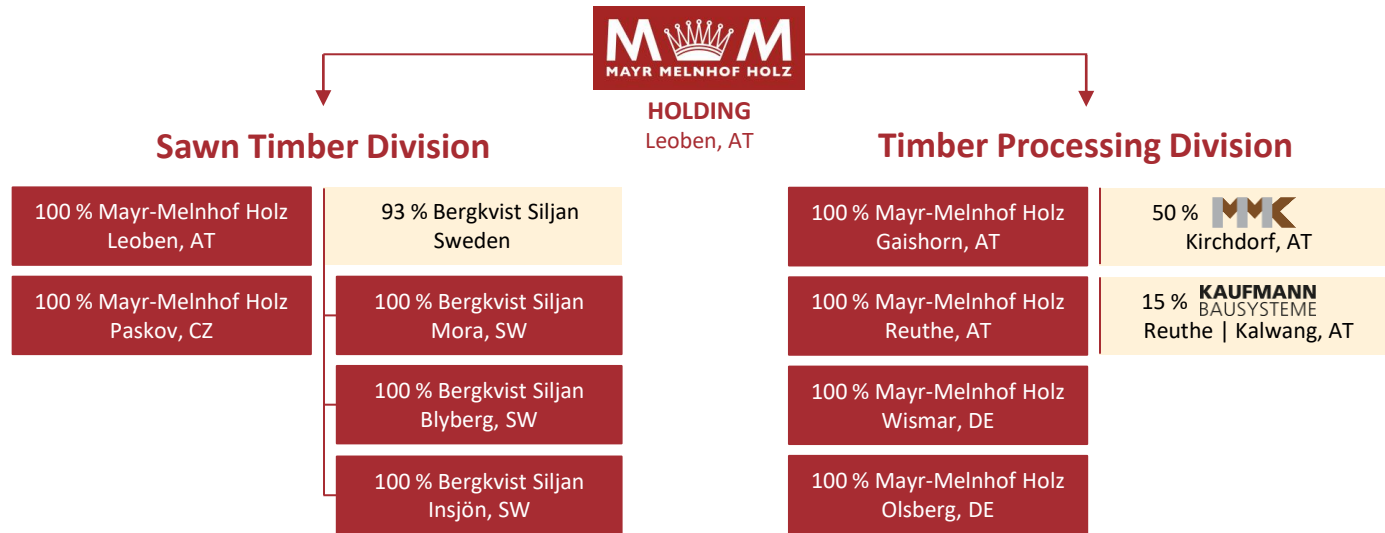 M M
MAYR MELNHOF HOLZ
HOLDING
Leoben, AT
Sawn Timber Division
100 % Mayr-Melnhof Holz
Leoben, AT
100 % Mayr-Melnhof Holz
Paskov, CZ
93 % Bergkvist Siljan
Sweden
100 % Bergkvist Siljan
Mora, SW
100 % Bergkvist Siljan
Blyberg, SW
100 % Bergkvist Siljan
Insjön, SW
Timber Processing Division
100 % Mayr-Melnhof Holz
Gaishorn, AT
100 % Mayr-Melnhof Holz
Reuthe, AT
100 % Mayr-Melnhof Holz
Wismar, DE
100 % Mayr-Melnhof Holz
Olsberg, DE
50 % MMK
Kirchdorf, AT
15 % KAUFMANN
BAUSYSTEME
Reuthe | Kalwang, AT